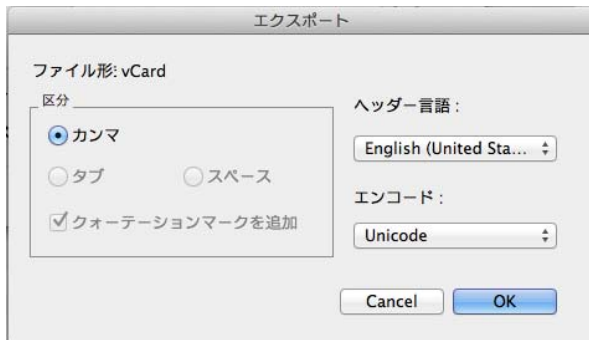 エクスポート
ファイル形: vCard
区分
カンマ
タブ
スペース
クォーテーションマークを追加
ヘッダー言語 :
English (United Sta...
エンコード :
Unicode
Cancel
OK